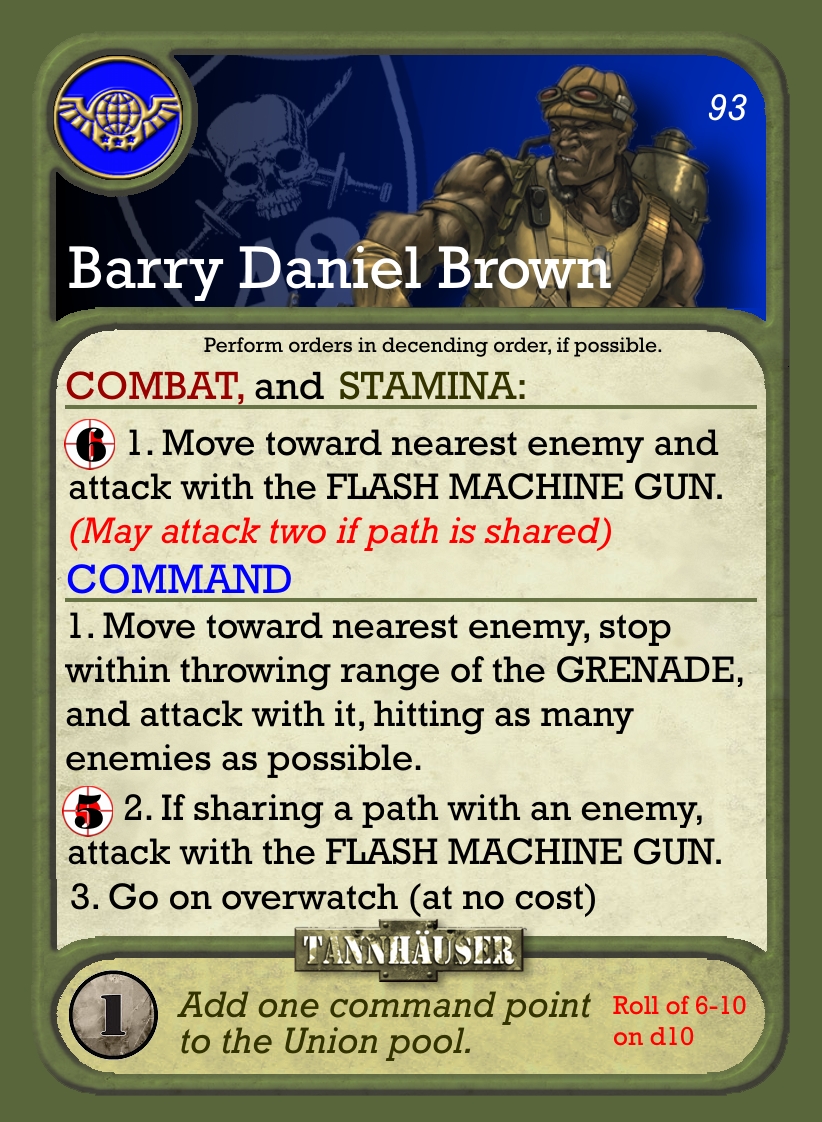 93
Barry Daniel Brown
Perform orders in decending order, if possible.
COMBAT, and STAMINA:
6 1. Move toward nearest enemy and
attack with the FLASH MACHINE GUN.
(May attack two if path is shared)
COMMAND
1. Move toward nearest enemy, stop
within throwing range of the GRENADE,
and attack with it, hitting as many
enemies as possible.
5 2. If sharing a path with an enemy,
attack with the FLASH MACHINE GUN.
3. Go on overwatch (at no cost)
TANNHÄUSER
1 Add one command point
to the Union pool.
Roll of 6-10
on d10